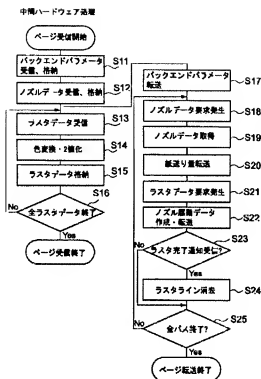 中間ハードウェア処理
ページ受信開始
S11
バックエンドパラメータ
受信、格納
S12
ノズルデータ受信、格納
S13
ラスタデータ受信
S14
色変換・2値化
S15
ラスタデータ格納
S16
全ラスタデータ終了
No
Yes
ページ受信終了
バックエンドパラメータ
転送
S17
ノズルデータ要求発生
S18
ノズルデータ取得
S19
紙送り量転送
S20
ラスタデータ要求発生
S21
ノズル駆動データ
作成・転送
S22
S23
ラスタ完了通知受信?
No
Yes
ラスタライン消去
S24
S25
全パス終了?
No
Yes
ページ転送終了